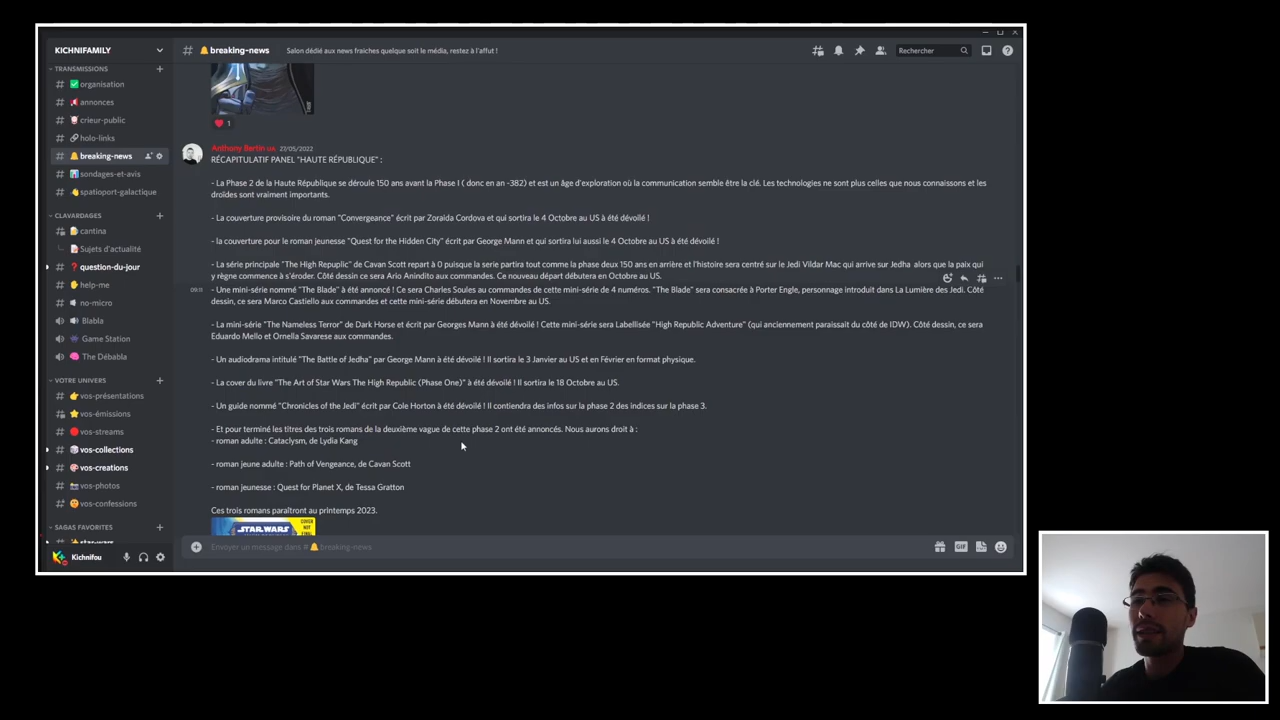 KICHNIFAMILY
# breaking-news
Salon dédié aux news fraiches quelque soit le média, restez à l'affut !
Rechercher
TRANSMISSIONS
organisation
annonces
crieur-public
holo-links
breaking-news
sondages-et-avis
spatioport-galactique
CLAVARDAGES
cantina
Sujets d'actualité
question-du-jour
help-me
no-micro
Blabla
Game Station
The Débabla
VOTRE UNIVERS
vos-présentations
vos-émissions
vos-streams
vos-collections
vos-creations
vos-photos
vos-confessions
SAGAS FAVORITES
star-wars
Kichnifou
1
Anthony Bertin UA 27/05/2022
RÉCAPITULATIF PANEL "HAUTE RÉPUBLIQUE" :
- La Phase 2 de la Haute République se déroule 150 ans avant la Phase I ( donc en an -382) et est un âge d'exploration où la communication semble être la clé. Les technologies ne sont plus celles que nous connaissons et les
droïdes sont vraiment importants.
- La couverture provisoire du roman "Convergeance" écrit par Zoraida Cordova et qui sortira le 4 Octobre au US à été dévoilé !
- la couverture pour le roman jeunesse "Quest for the Hidden City" écrit par George Mann et qui sortira lui aussi le 4 Octobre au US à été dévoilé !
- La série principale "The High Repuplic" de Cavan Scott repart à 0 puisque la serie partira tout comme la phase deux 150 ans en arrière et l'histoire sera centré sur le Jedi Vildar Mac qui arrive sur Jedha alors que la paix qui
y règne commence à s'éroder. Côté dessin ce sera Ario Anindito aux commandes. Ce nouveau départ débutera en Octobre au US.
09:11
- Une mini-série nommé "The Blade" à été annoncé ! Ce sera Charles Soules au commandes de cette mini-série de 4 numéros. "The Blade" sera consacrée à Porter Engle, personnage introduit dans La Lumière des Jedi. Côté
dessin, ce sera Marco Castiello aux commandes et cette mini-série débutera en Novembre au US.
- La mini-série "The Nameless Terror" de Dark Horse et écrit par Georges Mann à été dévoilé ! Cette mini-série sera Labellisée "High Republic Adventure" (qui anciennement paraissait du côté de IDW). Côté dessin, ce sera
Eduardo Mello et Ornella Savarese aux commandes.
- Un audiodrama intitulé "The Battle of Jedha" par George Mann à été dévoilé ! Il sortira le 3 Janvier au US et en Février en format physique.
- La cover du livre "The Art of Star Wars The High Republic (Phase One)" à été dévoilé ! Il sortira le 18 Octobre au US.
- Un guide nommé "Chronicles of the Jedi" écrit par Cole Horton à été dévoilé ! Il contiendra des infos sur la phase 2 des indices sur la phase 3.
- Et pour terminé les titres des trois romans de la deuxième vague de cette phase 2 ont été annoncés. Nous aurons droit à :
- roman adulte : Cataclysm, de Lydia Kang
- roman jeune adulte : Path of Vengeance, de Cavan Scott
- roman jeunesse : Quest for Planet X, de Tessa Gratton
Ces trois romans paraîtront au printemps 2023.
STAR WARS
COVER
NOT
Envoyer un message dans # breaking-news
GIF